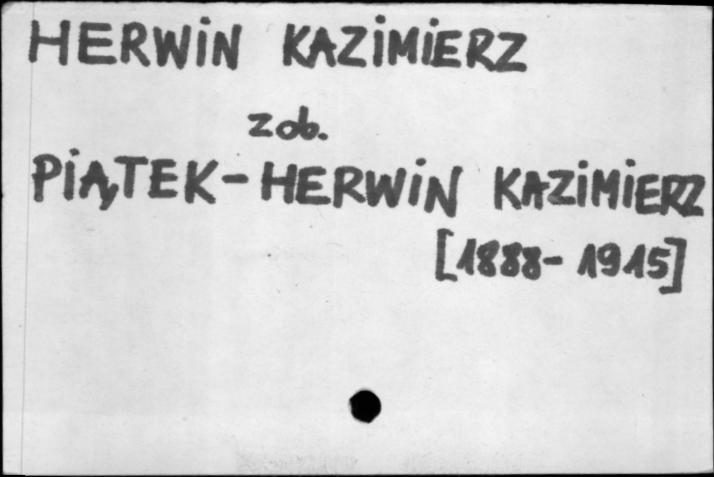 HERWIN KAZIMIERZ
zob.
PIĄTEK-HERWIN KAZIMIERZ
[1888-1915]